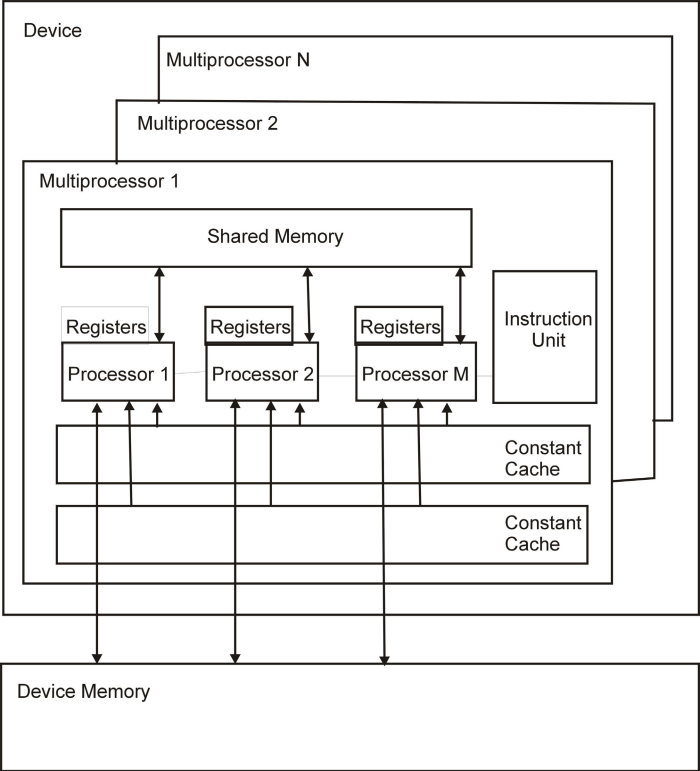 Device
Multiprocessor N
Multiprocessor 2
Multiprocessor 1
Shared Memory
Registers
Registers
Registers
Instruction
Unit
Processor 1
Processor 2
Processor M
Constant
Cache
Constant
Cache
Device Memory